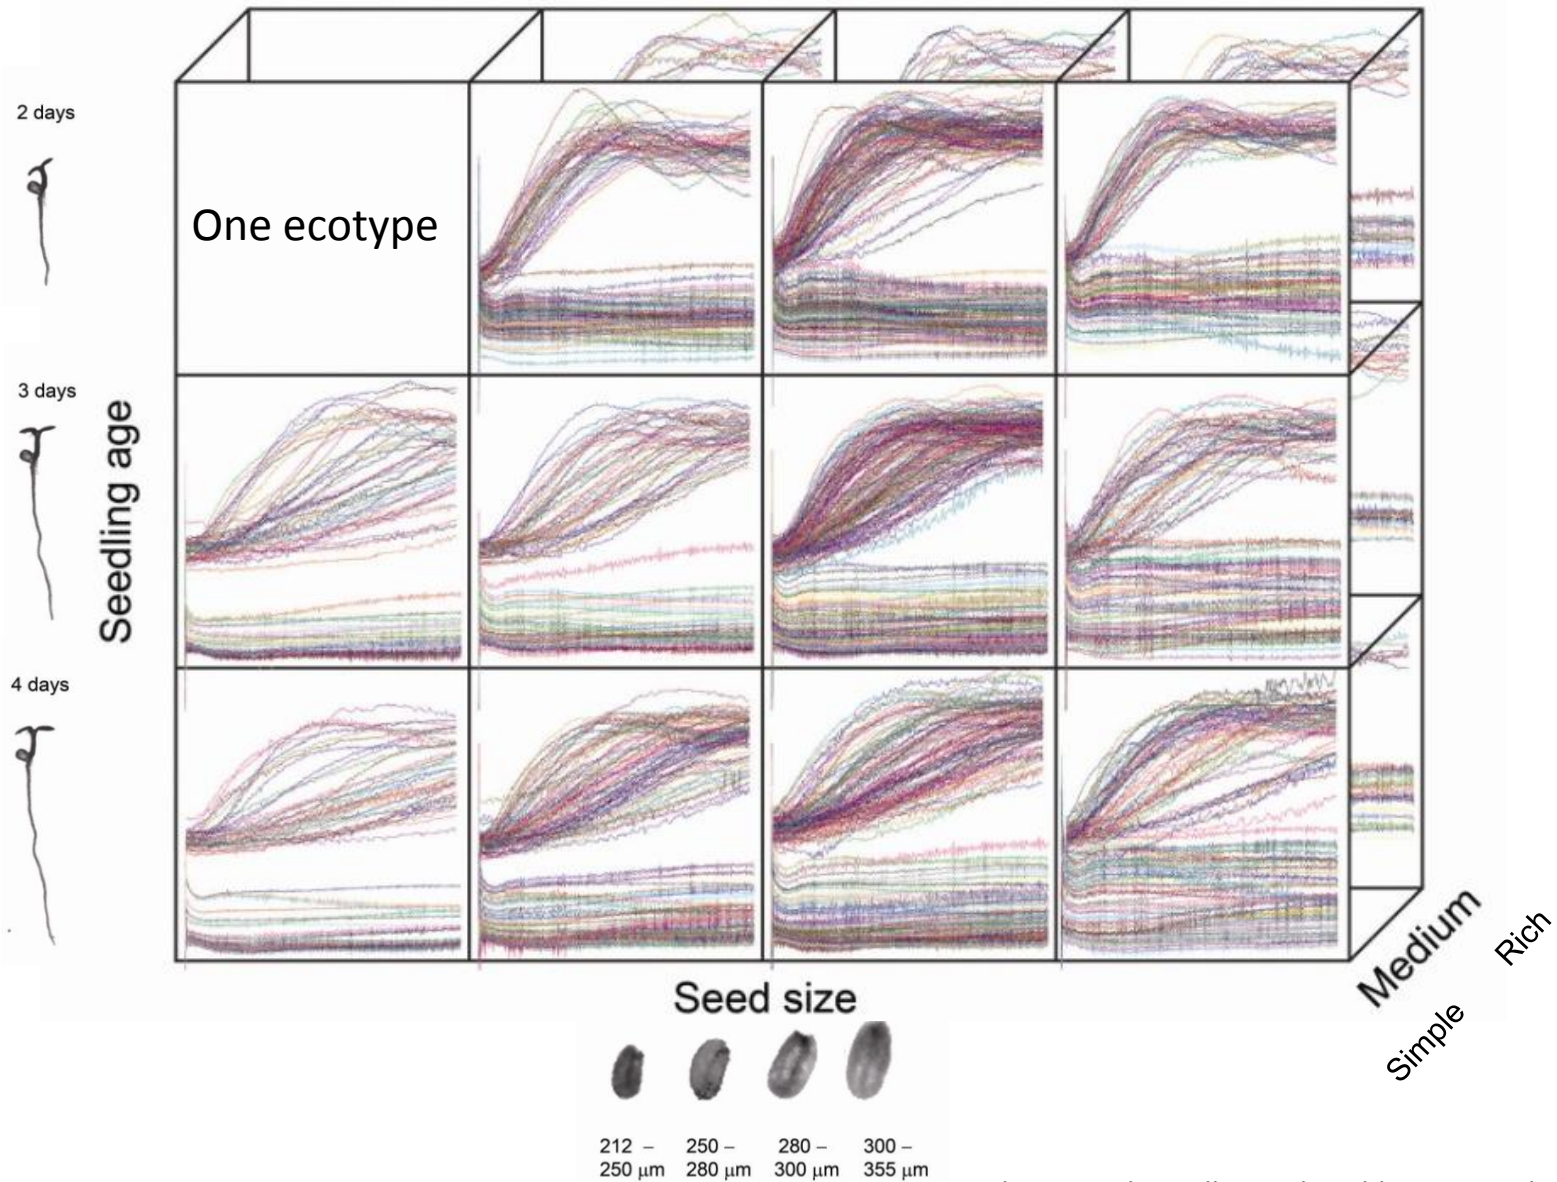 2 days
One ecotype
3 days
Seedling age
4 days
Medium
Rich
Simple
Seed size
212 –
250 µm
250 –
280 µm
280 –
300 µm
300 –
355 µm